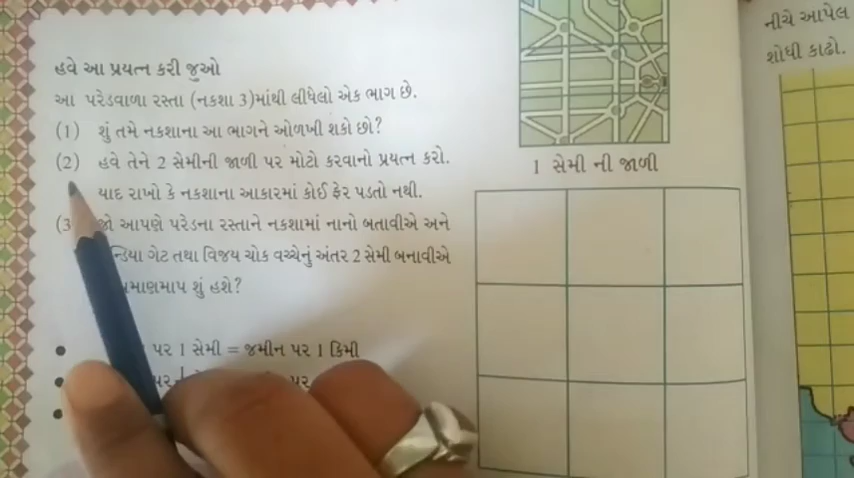 હવે આ પ્રયત્ન કરી જુઓ
આ પરેડવાળા રસ્તા (નકશા 3)માંથી લીધેલો એક ભાગ છે.
(1) શું તમે નકશાના આ ભાગને ઓળખી શકો છો?
(2) હવે તેને 2 સેમીની જાળી પર મોટો કરવાનો પ્રયત્ન કરો.
યાદ રાખો કે નકશાના આકારમાં કોઈ ફેર પડતો નથી.
(3 જો આપણે પરેડના રસ્તાને નકશામાં નાનો બતાવીએ અને
ગેટ તથા વિજય ચોક વચ્ચેનું અંતર 2 સેમી બનાવીએ
શું હશે?
પર 1 સેમી = જમીન પર 1 કિમી
પર
1 સેમી ની જાળી
નીચે આપેલ
શોધી કાઢો.